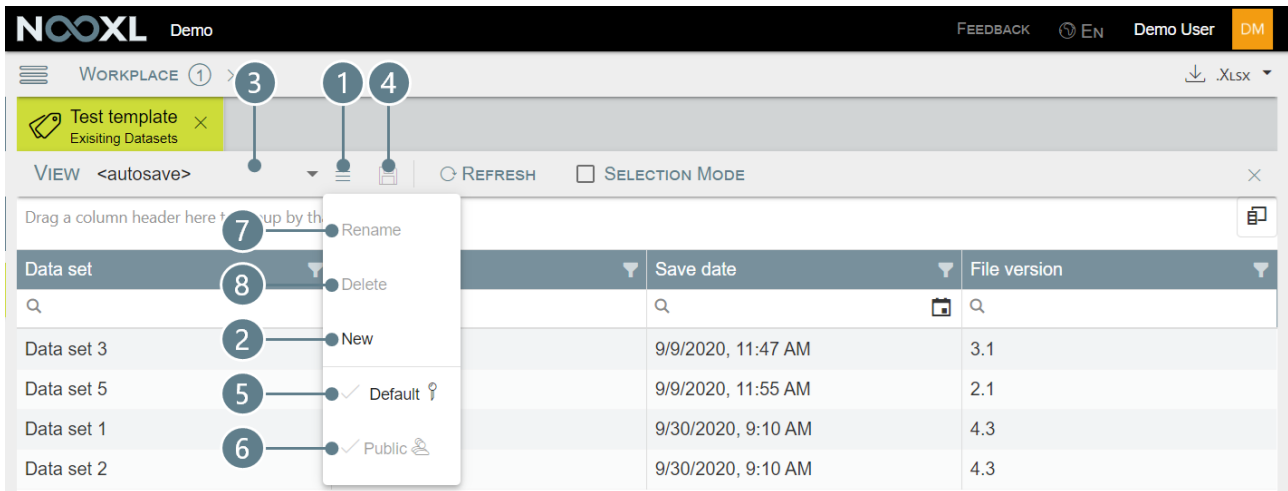 NOOXL Demo FEEDBACK EN Demo User DM
WORKPLACE 1 > .XLSX
3 1 4
Test template
Exisiting Datasets
VIEW <autosave> REFRESH SELECTION MODE
Drag a column header here t up by th
7 Rename
Data set Save date File version
8 Delete
2 New
Data set 3 9/9/2020, 11:47 AM 3.1
Data set 5 9/9/2020, 11:55 AM 2.1
5 Default
Data set 1 9/30/2020, 9:10 AM 4.3
6 Public
Data set 2 9/30/2020, 9:10 AM 4.3